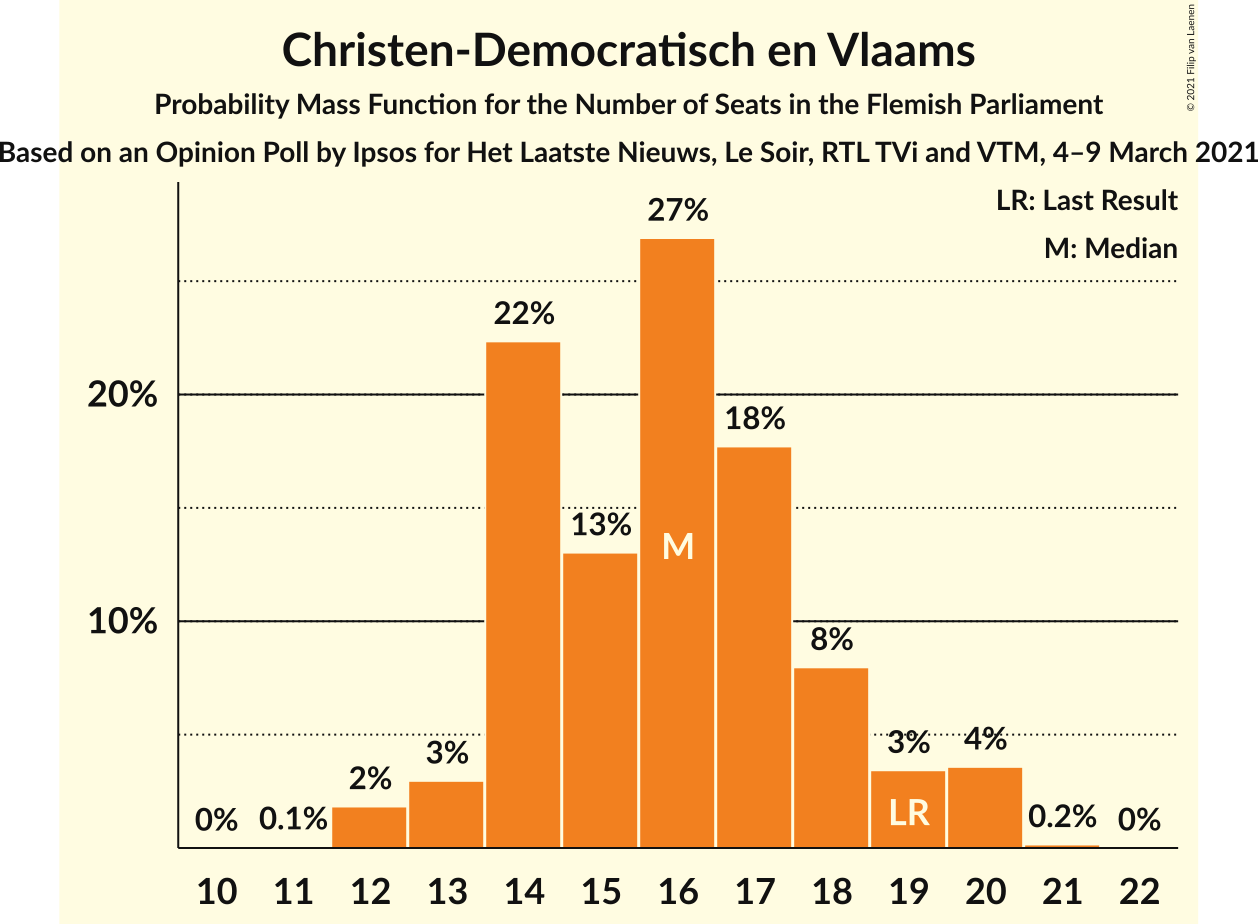 Christen-Democratisch en Vlaams
Probability Mass Function for the Number of Seats in the Flemish Parliament
Based on an Opinion Poll by Ipsos for Het Laatste Nieuws, Le Soir, RTL TVi and VTM, 4–9 March 2021
© 2021 Filip van Laenen
LR: Last Result
M: Median
20%
10%
0%
0.1%
2%
3%
22%
13%
27%
18%
8%
3%
4%
0.2%
0%
M
LR
10 11 12 13 14 15 16 17 18 19 20 21 22